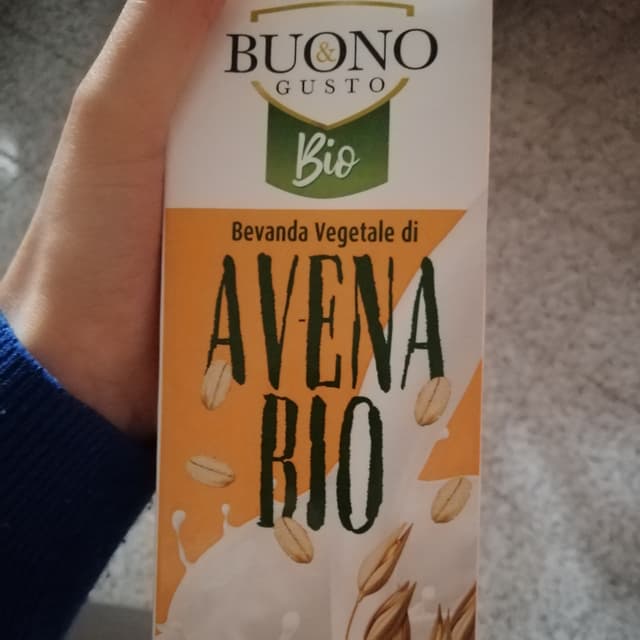 BUONO
&
GUSTO
Bio
Bevanda Vegetale di
AVENA
BIO